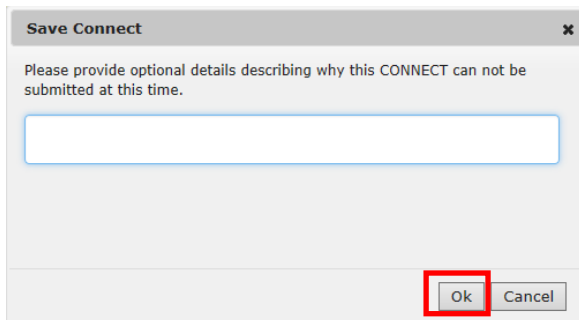 Save Connect
Please provide optional details describing why this CONNECT can not be
submitted at this time.
Ok Cancel